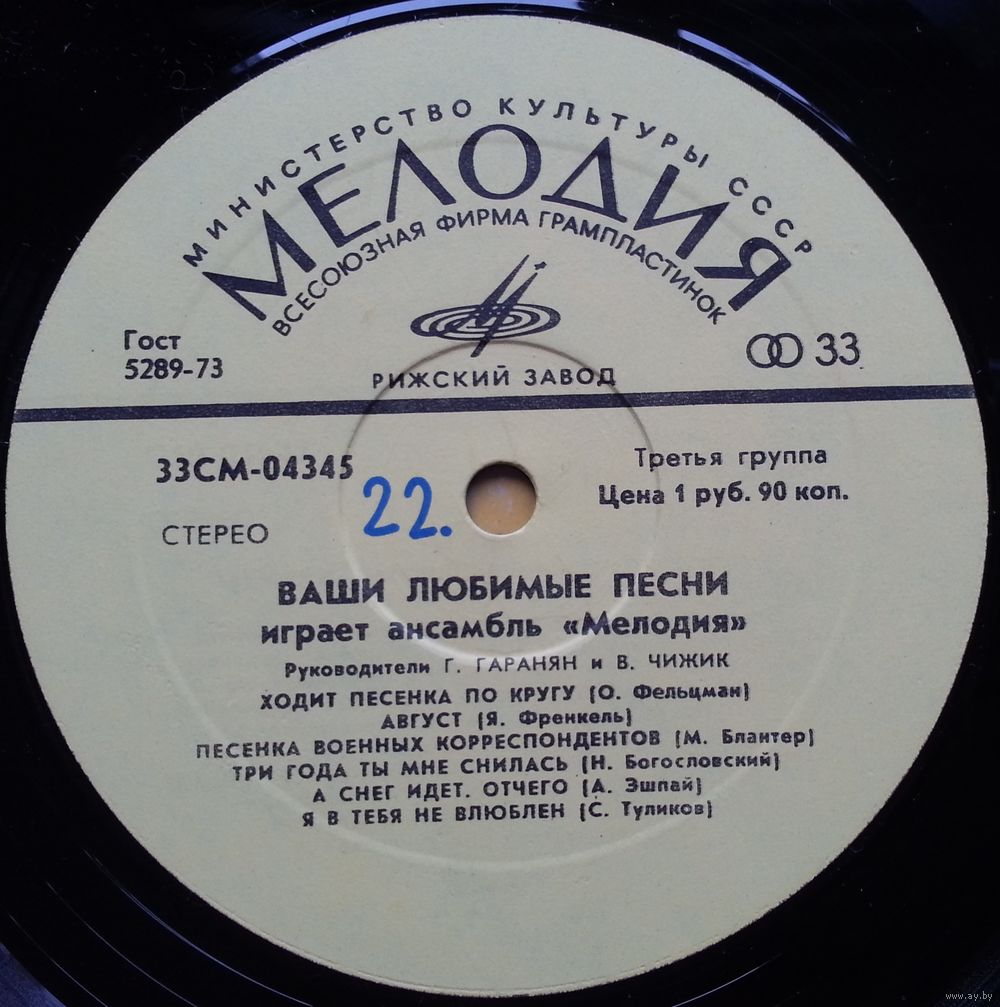 МИНИСТЕРСТВО КУЛЬТУРЫ СССР
МЕЛОДИЯ
ВСЕСОЮЗНАЯ ФИРМА ГРАМПЛАСТИНОК
Гост
5289-73
33
РИЖСКИЙ ЗАВОД
33СМ-04345
Третья группа
Цена 1 руб. 90 коп.
22.
СТЕРЕО
ВАШИ ЛЮБИМЫЕ ПЕСНИ
играет ансамбль «Мелодия»
Руководители Г. ГАРАНЯН и В. ЧИЖИК
ХОДИТ ПЕСЕНКА ПО КРУГУ (О. Фельцман)
АВГУСТ (Я. Френкель)
ПЕСЕНКА ВОЕННЫХ КОРРЕСПОНДЕНТОВ (М. Блантер)
ТРИ ГОДА ТЫ МНЕ СНИЛАСЬ (Н. Богословский)
А СНЕГ ИДЕТ. ОТЧЕГО (А. Эшпай)
Я В ТЕБЯ НЕ ВЛЮБЛЕН (С. Туликов)
www.ay.by